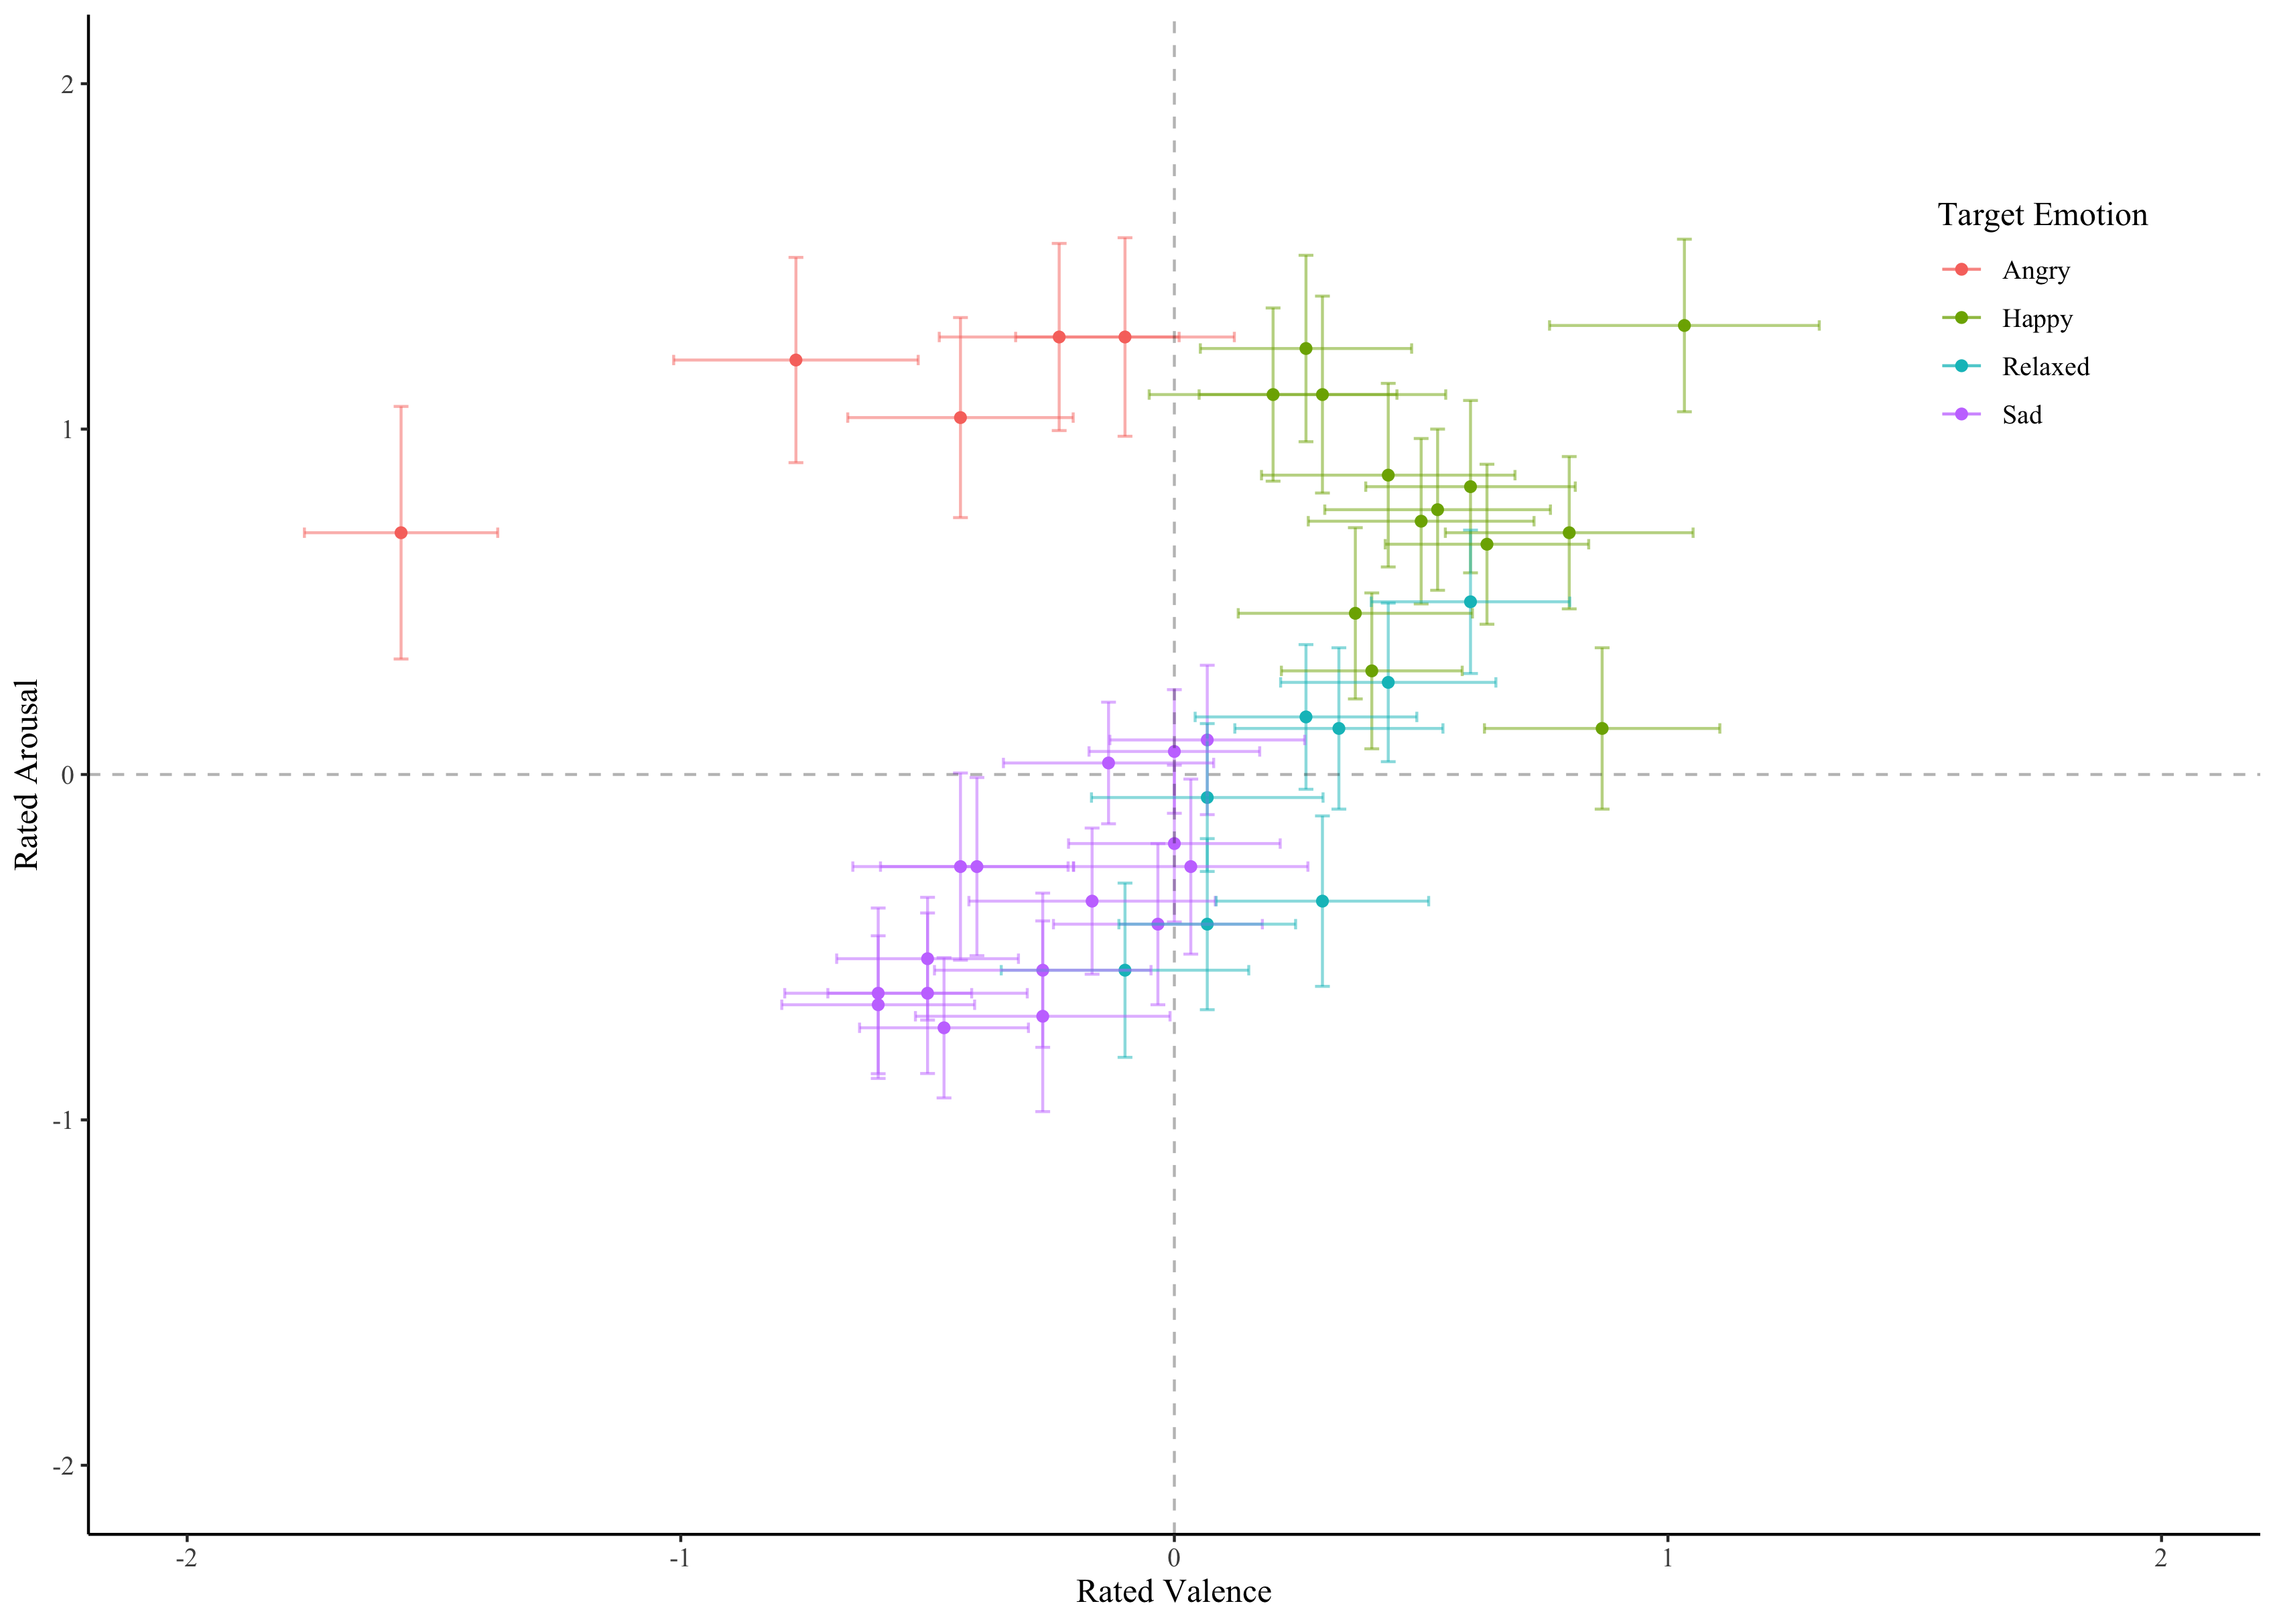 Target Emotion
Angry
Happy
Relaxed
Sad
Rated Arousal
2
1
0
-1
-2
-2 -1 0 1 2
Rated Valence